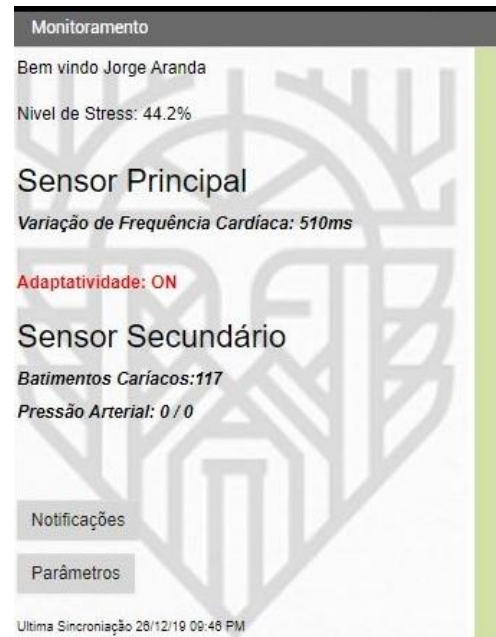 Monitoramento
Bem vindo Jorge Aranda
Nivel de Stress: 44.2%
Sensor Principal
Variação de Frequência Cardíaca: 510ms
Adaptatividade: ON
Sensor Secundário
Batimentos Caríacos:117
Pressão Arterial: 0 / 0
Notificações
Parâmetros
Ultima Sincroniação 26/12/19 09:46 PM